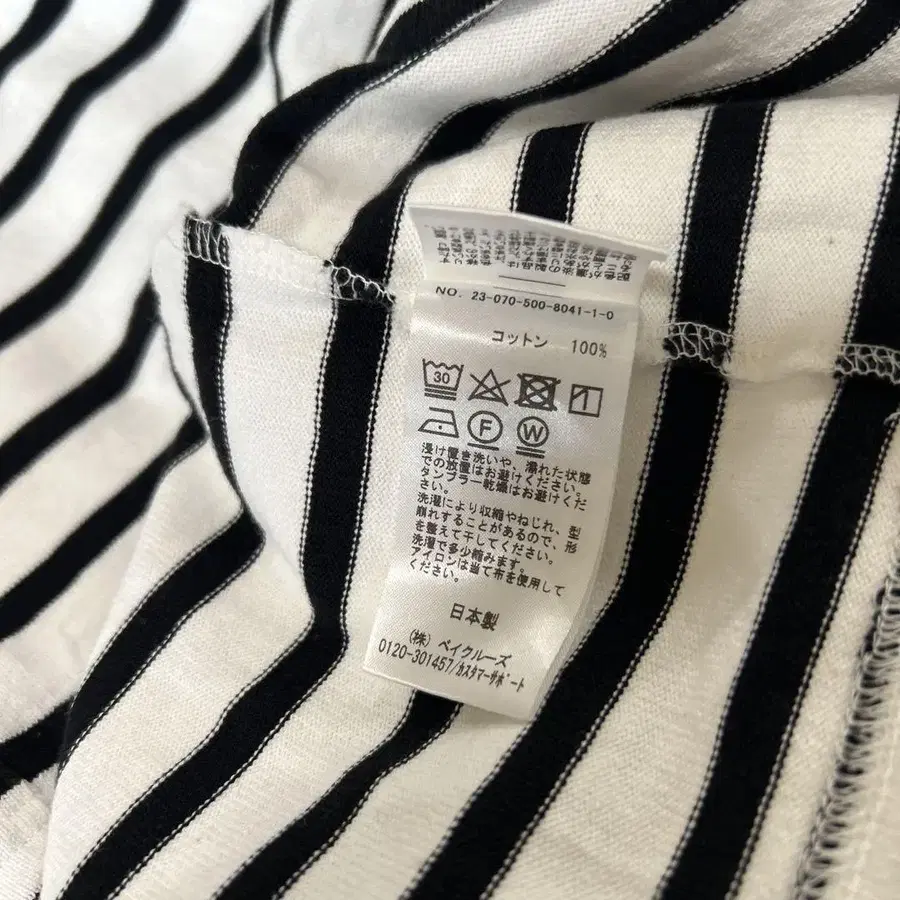 NO. 23-070-500-8041-1-0
コットン 100%
30
F W
浸け置き洗いや、濡れた状態
での放置はお避けください。
タンブラー乾燥はお避けくだ
さい。
洗濯により収縮やねじれ、型
崩れすることがあるので、形
を整えて干してください。
洗濯で多少縮みます。
アイロンは当て布を使用して
ください。
日本製
(株) ベイクルーズ
0120-301457/カスタマーサポート